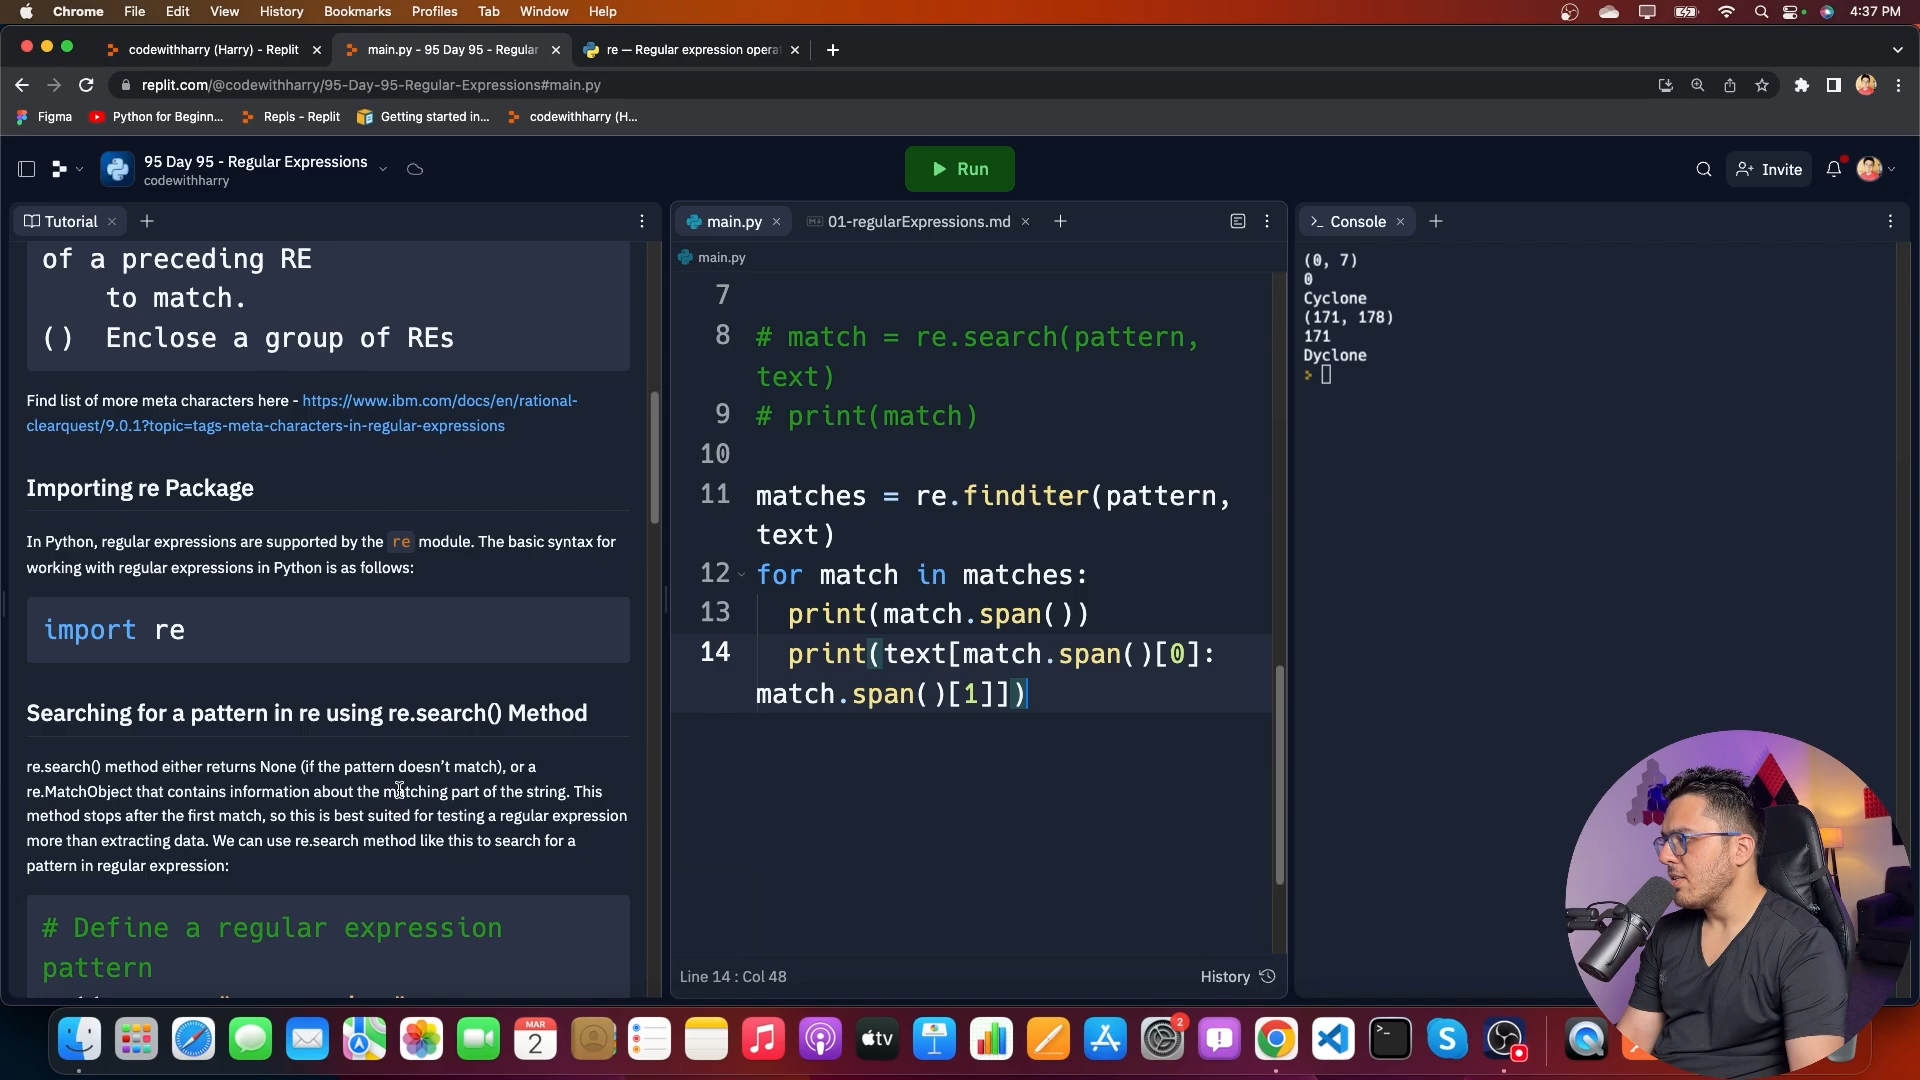 Chrome File Edit View History Bookmarks Profiles Tab Window Help 4:37 PM
codewithharry (Harry) - Replit main.py - 95 Day 95 - Regular re — Regular expression opera
replit.com/@codewithharry/95-Day-95-Regular-Expressions#main.py
Figma Python for Beginn... Repls - Replit Getting started in... codewithharry (H...
95 Day 95 - Regular Expressions
codewithharry
Run
Invite
Tutorial
of a preceding RE
to match.
() Enclose a group of REs
Find list of more meta characters here - https://www.ibm.com/docs/en/rational-
clearquest/9.0.1?topic=tags-meta-characters-in-regular-expressions
Importing re Package
In Python, regular expressions are supported by the re module. The basic syntax for
working with regular expressions in Python is as follows:
import re
Searching for a pattern in re using re.search() Method
re.search() method either returns None (if the pattern doesn't match), or a
re.MatchObject that contains information about the matching part of the string. This
method stops after the first match, so this is best suited for testing a regular expression
more than extracting data. We can use re.search method like this to search for a
pattern in regular expression:
# Define a regular expression
pattern
main.py 01-regularExpressions.md
main.py
7
8 # match = re.search(pattern,
text)
9 # print(match)
10
11 matches = re.finditer(pattern,
text)
12 for match in matches:
13 print(match.span())
14 print(text[match.span()[0]:
match.span()[1]])
Line 14 : Col 48 History
Console
(0, 7)
0
Cyclone
(171, 178)
171
Dyclone
MAR
2
tv
2